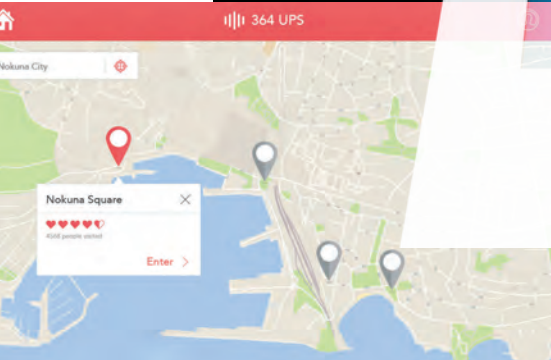 364 UPS
Nokuna City
Nokuna Square
4568 people visited
Enter